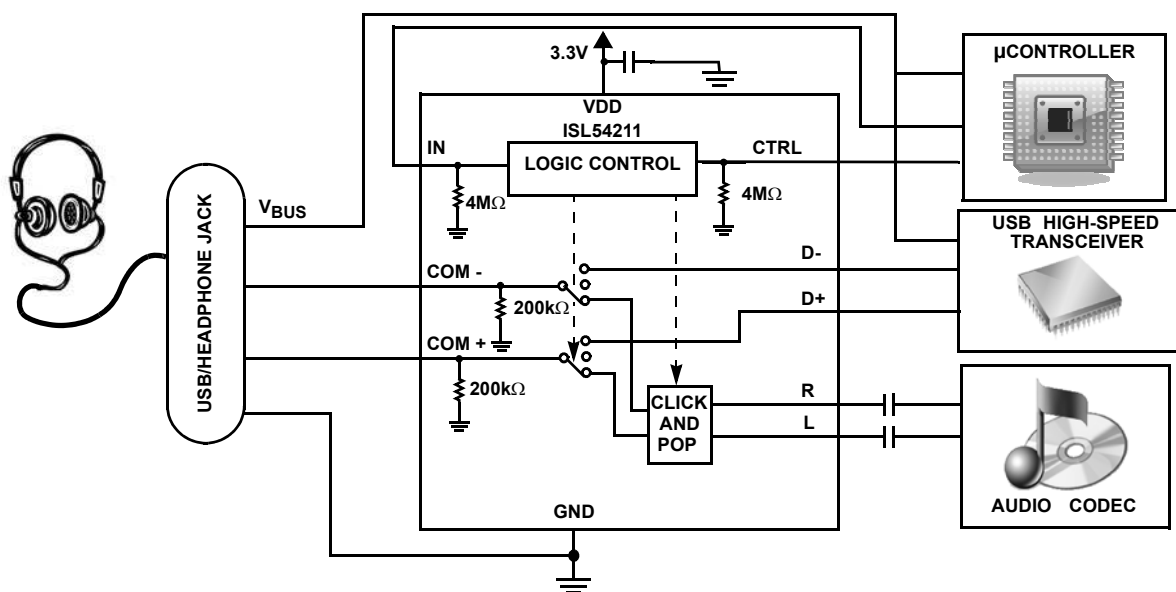 3.3V
µCONTROLLER
VDD
ISL54211
IN
LOGIC CONTROL
CTRL
4MΩ
4MΩ
USB/HEADPHONE JACK
VBUS
USB HIGH-SPEED
TRANSCEIVER
D-
COM -
200kΩ
D+
COM +
200kΩ
CLICK
AND
POP
R
L
AUDIO CODEC
GND